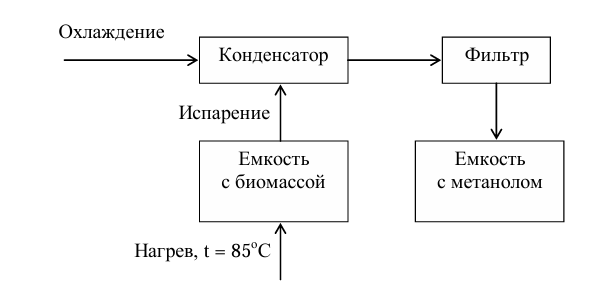 Охлаждение
Конденсатор
Фильтр
Испарение
Емкость
с биомассой
Емкость
с метанолом
Нагрев, t = 85°C